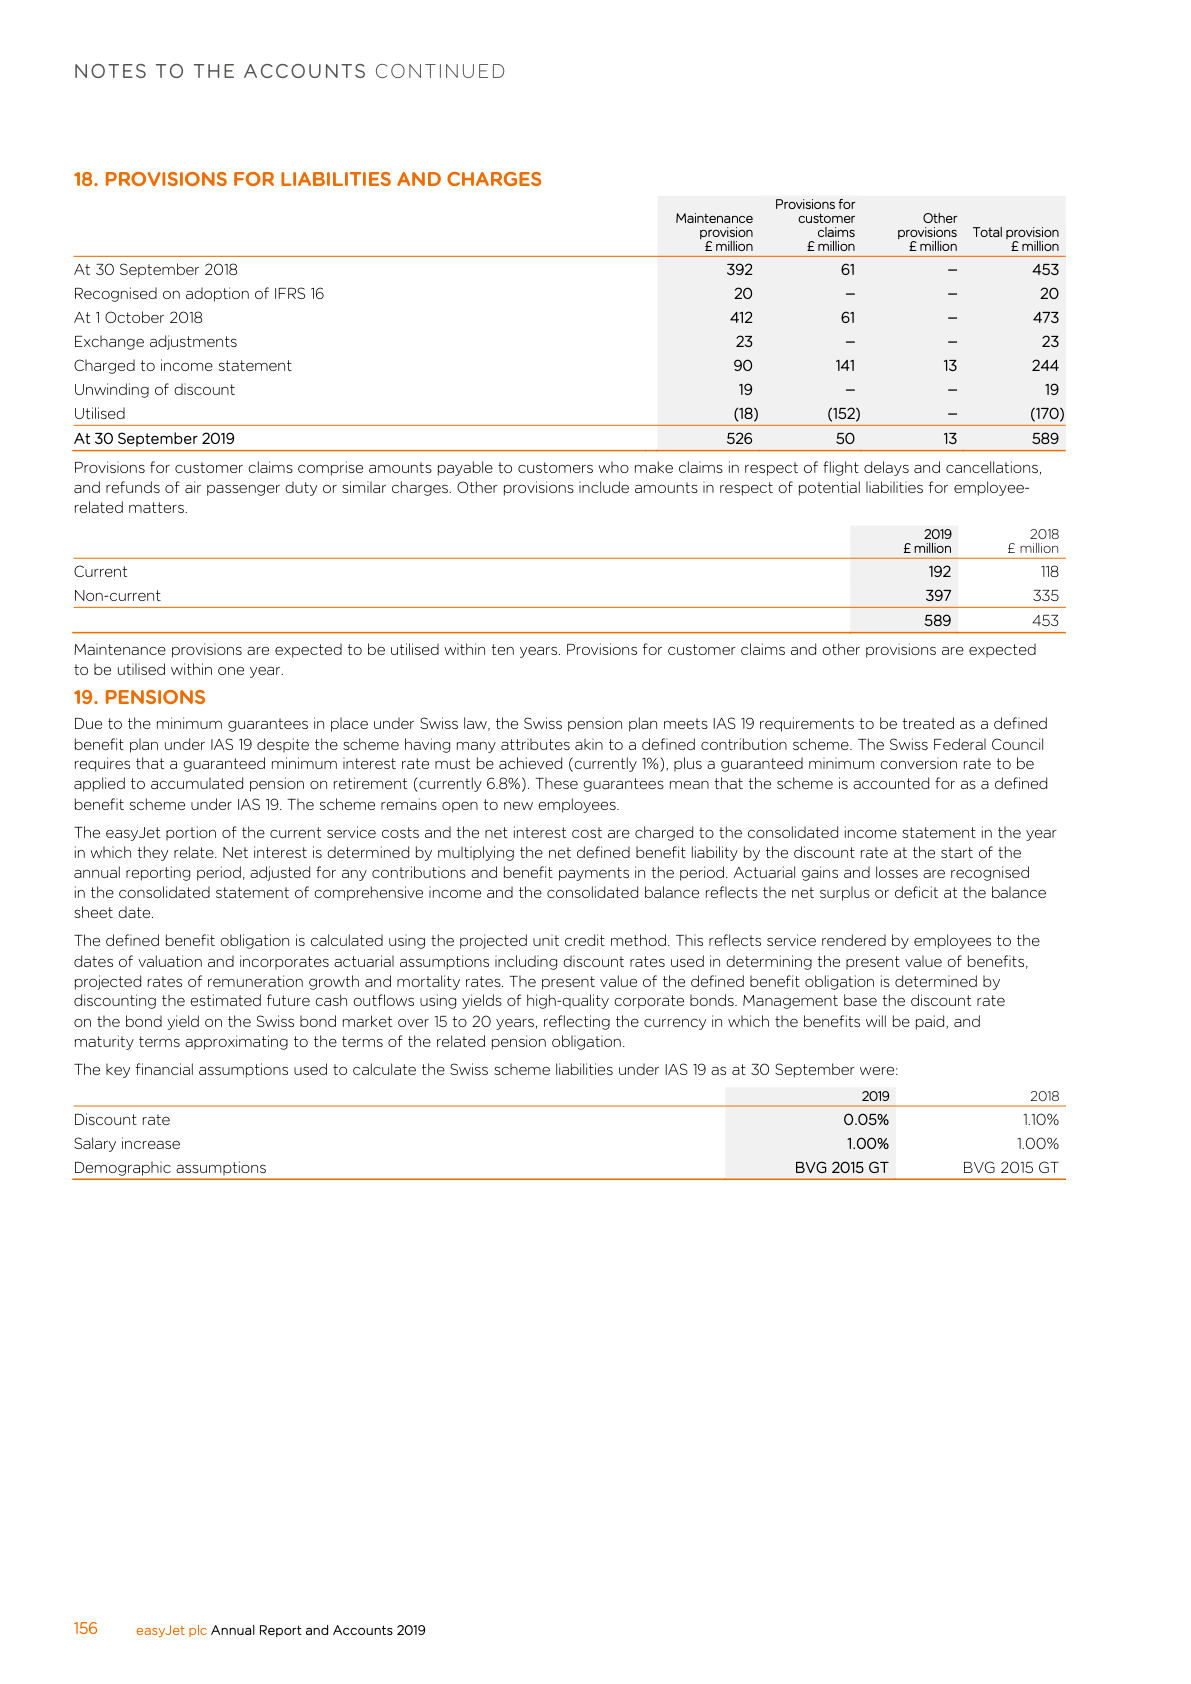 NOTES TO THE ACCOUNTS CONTINUED
18. PROVISIONS FOR LIABILITIES AND CHARGES
Maintenance provision £ million | Provisions for customer claims £ million | Other provisions £ million | Total provision £ million
At 30 September 2018 392 61 – 453
Recognised on adoption of IFRS 16 20 – – 20
At 1 October 2018 412 61 – 473
Exchange adjustments 23 – – 23
Charged to income statement 90 141 13 244
Unwinding of discount 19 – – 19
Utilised (18) (152) – (170)
At 30 September 2019 526 50 13 589
Provisions for customer claims comprise amounts payable to customers who make claims in respect of flight delays and cancellations,
and refunds of air passenger duty or similar charges. Other provisions include amounts in respect of potential liabilities for employee-
related matters.
2019 £ million | 2018 £ million
Current 192 118
Non-current 397 335
589 453
Maintenance provisions are expected to be utilised within ten years. Provisions for customer claims and other provisions are expected
to be utilised within one year.
19. PENSIONS
Due to the minimum guarantees in place under Swiss law, the Swiss pension plan meets IAS 19 requirements to be treated as a defined
benefit plan under IAS 19 despite the scheme having many attributes akin to a defined contribution scheme. The Swiss Federal Council
requires that a guaranteed minimum interest rate must be achieved (currently 1%), plus a guaranteed minimum conversion rate to be
applied to accumulated pension on retirement (currently 6.8%). These guarantees mean that the scheme is accounted for as a defined
benefit scheme under IAS 19. The scheme remains open to new employees.
The easyJet portion of the current service costs and the net interest cost are charged to the consolidated income statement in the year
in which they relate. Net interest is determined by multiplying the net defined benefit liability by the discount rate at the start of the
annual reporting period, adjusted for any contributions and benefit payments in the period. Actuarial gains and losses are recognised
in the consolidated statement of comprehensive income and the consolidated balance reflects the net surplus or deficit at the balance
sheet date.
The defined benefit obligation is calculated using the projected unit credit method. This reflects service rendered by employees to the
dates of valuation and incorporates actuarial assumptions including discount rates used in determining the present value of benefits,
projected rates of remuneration growth and mortality rates. The present value of the defined benefit obligation is determined by
discounting the estimated future cash outflows using yields of high-quality corporate bonds. Management base the discount rate
on the bond yield on the Swiss bond market over 15 to 20 years, reflecting the currency in which the benefits will be paid, and
maturity terms approximating to the terms of the related pension obligation.
The key financial assumptions used to calculate the Swiss scheme liabilities under IAS 19 as at 30 September were:
2019 2018
Discount rate 0.05% 1.10%
Salary increase 1.00% 1.00%
Demographic assumptions BVG 2015 GT BVG 2015 GT
156 easyJet plc Annual Report and Accounts 2019